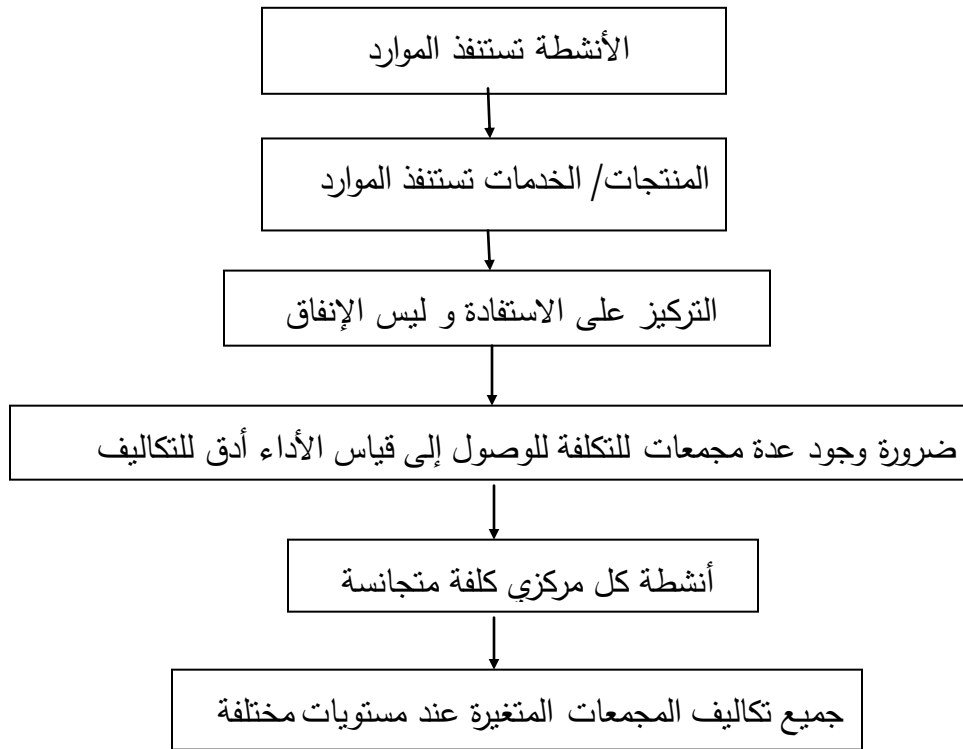 الأنشطة تستنفذ الموارد
المنتجات/ الخدمات تستنفذ الموارد
التركيز على الاستفادة و ليس الإنفاق
ضرورة وجود عدة مجمعات للتكلفة للوصول إلى قياس الأداء أدق للتكاليف
أنشطة كل مركزي كلفة متجانسة
جميع تكاليف المجمعات المتغيرة عند مستويات مختلفة